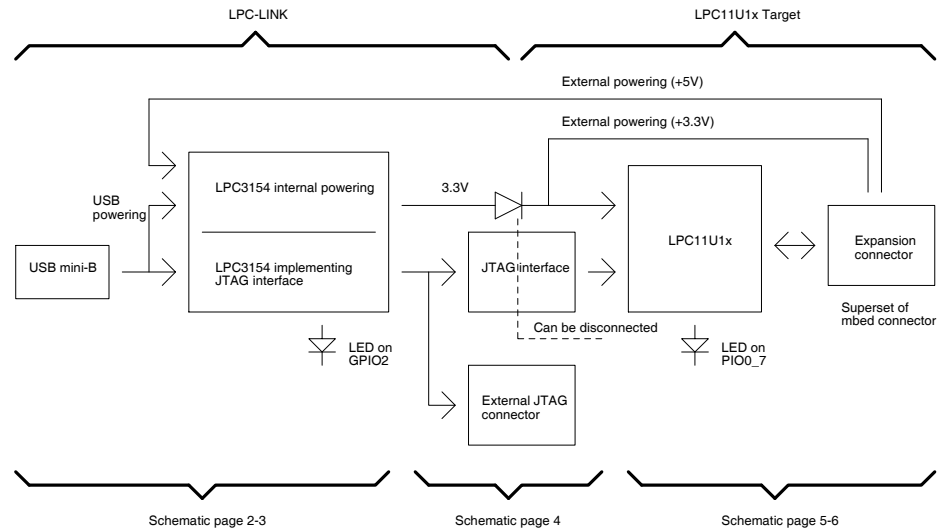 LPC-LINK
LPC11U1x Target
External powering (+5V)
External powering (+3.3V)
USB
powering
LPC3154 internal powering
3.3V
LPC11U1x
Expansion
connector
USB mini-B
LPC3154 implementing
JTAG interface
JTAG interface
Superset of
mbed connector
Can be disconnected
LED on
GPIO2
LED on
PIO0_7
External JTAG
connector
Schematic page 2-3
Schematic page 4
Schematic page 5-6